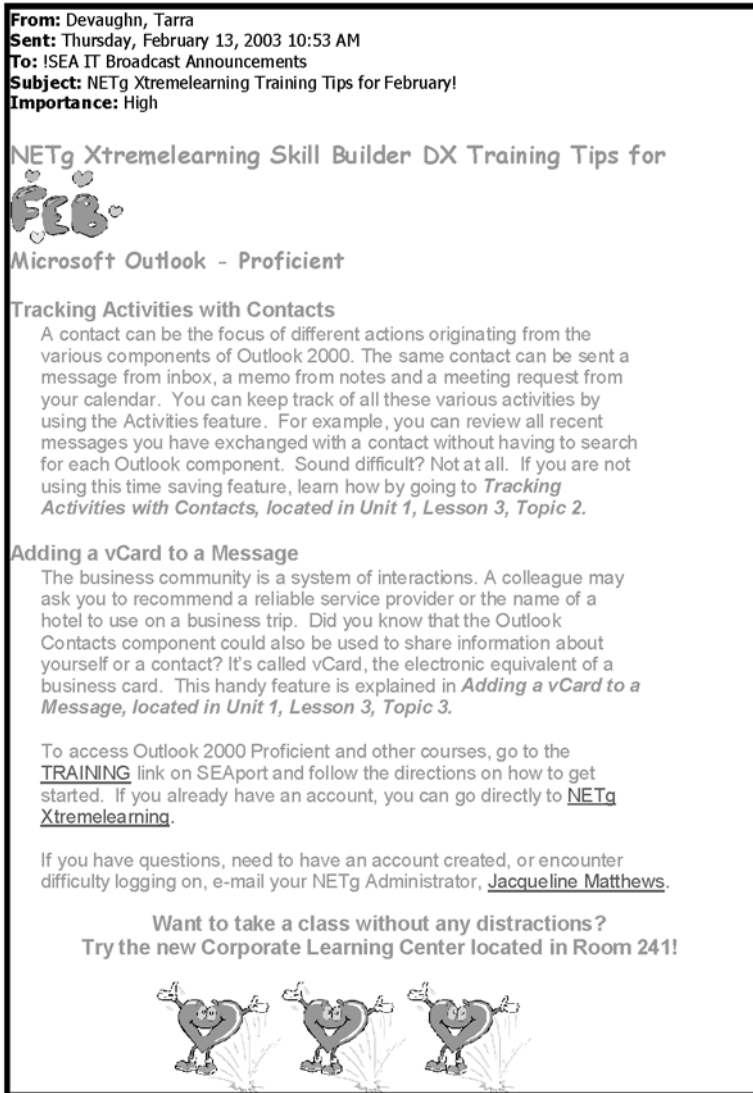 From: Devaughn, Tarra
Sent: Thursday, February 13, 2003 10:53 AM
To: !SEA IT Broadcast Announcements
Subject: NETg Xtremelearning Training Tips for February!
Importance: High
NETg Xtremelearning Skill Builder DX Training Tips for
FEB
Microsoft Outlook - Proficient
Tracking Activities with Contacts
A contact can be the focus of different actions originating from the
various components of Outlook 2000. The same contact can be sent a
message from inbox, a memo from notes and a meeting request from
your calendar. You can keep track of all these various activities by
using the Activities feature. For example, you can review all recent
messages you have exchanged with a contact without having to search
for each Outlook component. Sound difficult? Not at all. If you are not
using this time saving feature, learn how by going to Tracking
Activities with Contacts, located in Unit 1, Lesson 3, Topic 2.
Adding a vCard to a Message
The business community is a system of interactions. A colleague may
ask you to recommend a reliable service provider or the name of a
hotel to use on a business trip. Did you know that the Outlook
Contacts component could also be used to share information about
yourself or a contact? It's called vCard, the electronic equivalent of a
business card. This handy feature is explained in Adding a vCard to a
Message, located in Unit 1, Lesson 3, Topic 3.
To access Outlook 2000 Proficient and other courses, go to the
TRAINING link on SEAport and follow the directions on how to get
started. If you already have an account, you can go directly to NETg
Xtremelearning.
If you have questions, need to have an account created, or encounter
difficulty logging on, e-mail your NETg Administrator, Jacqueline Matthews.
Want to take a class without any distractions?
Try the new Corporate Learning Center located in Room 241!